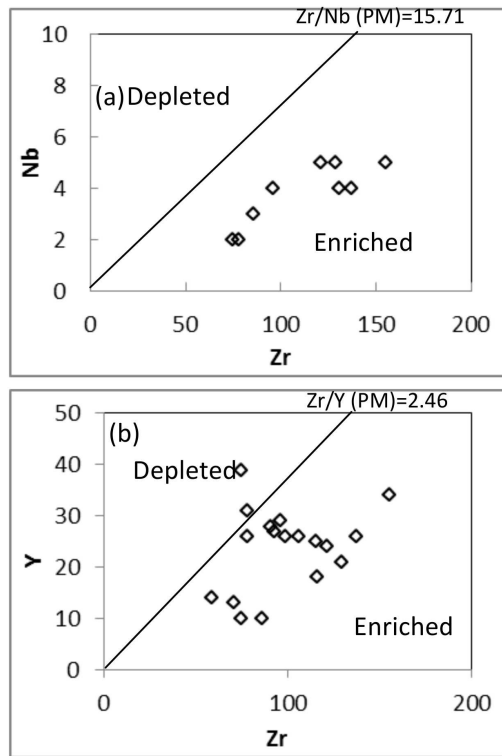 Zr/Nb (PM)=15.71
10
(a)Depleted
8
6
Nb
4
2
Enriched
0
0 50 100 150 200
Zr
Zr/Y (PM)=2.46
50
(b)
Depleted
40
30
Y
20
10
Enriched
0
0 100 200
Zr